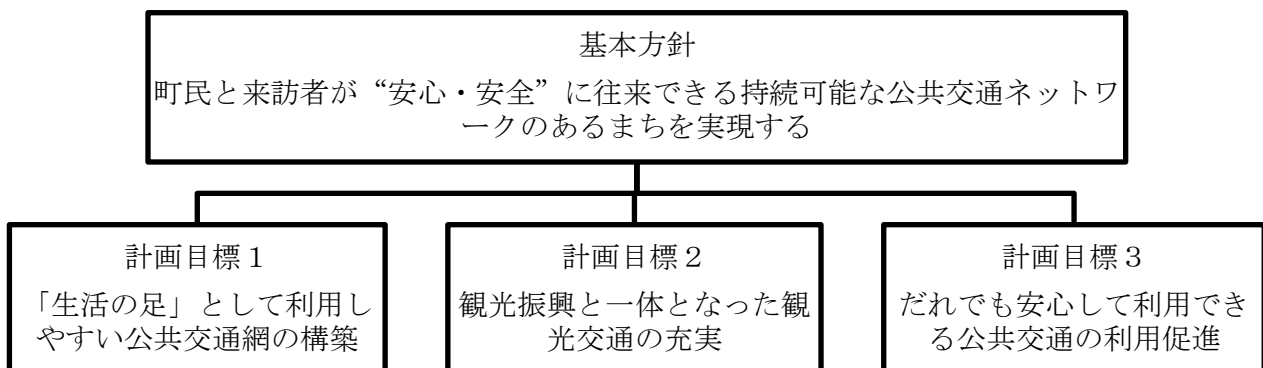 基本方針
町民と来訪者が“安心・安全”に往来できる持続可能な公共交通ネットワ
ークのあるまちを実現する
計画目標１
「生活の足」として利用し
やすい公共交通網の構築
計画目標２
観光振興と一体となった観
光交通の充実
計画目標３
だれでも安心して利用でき
る公共交通の利用促進